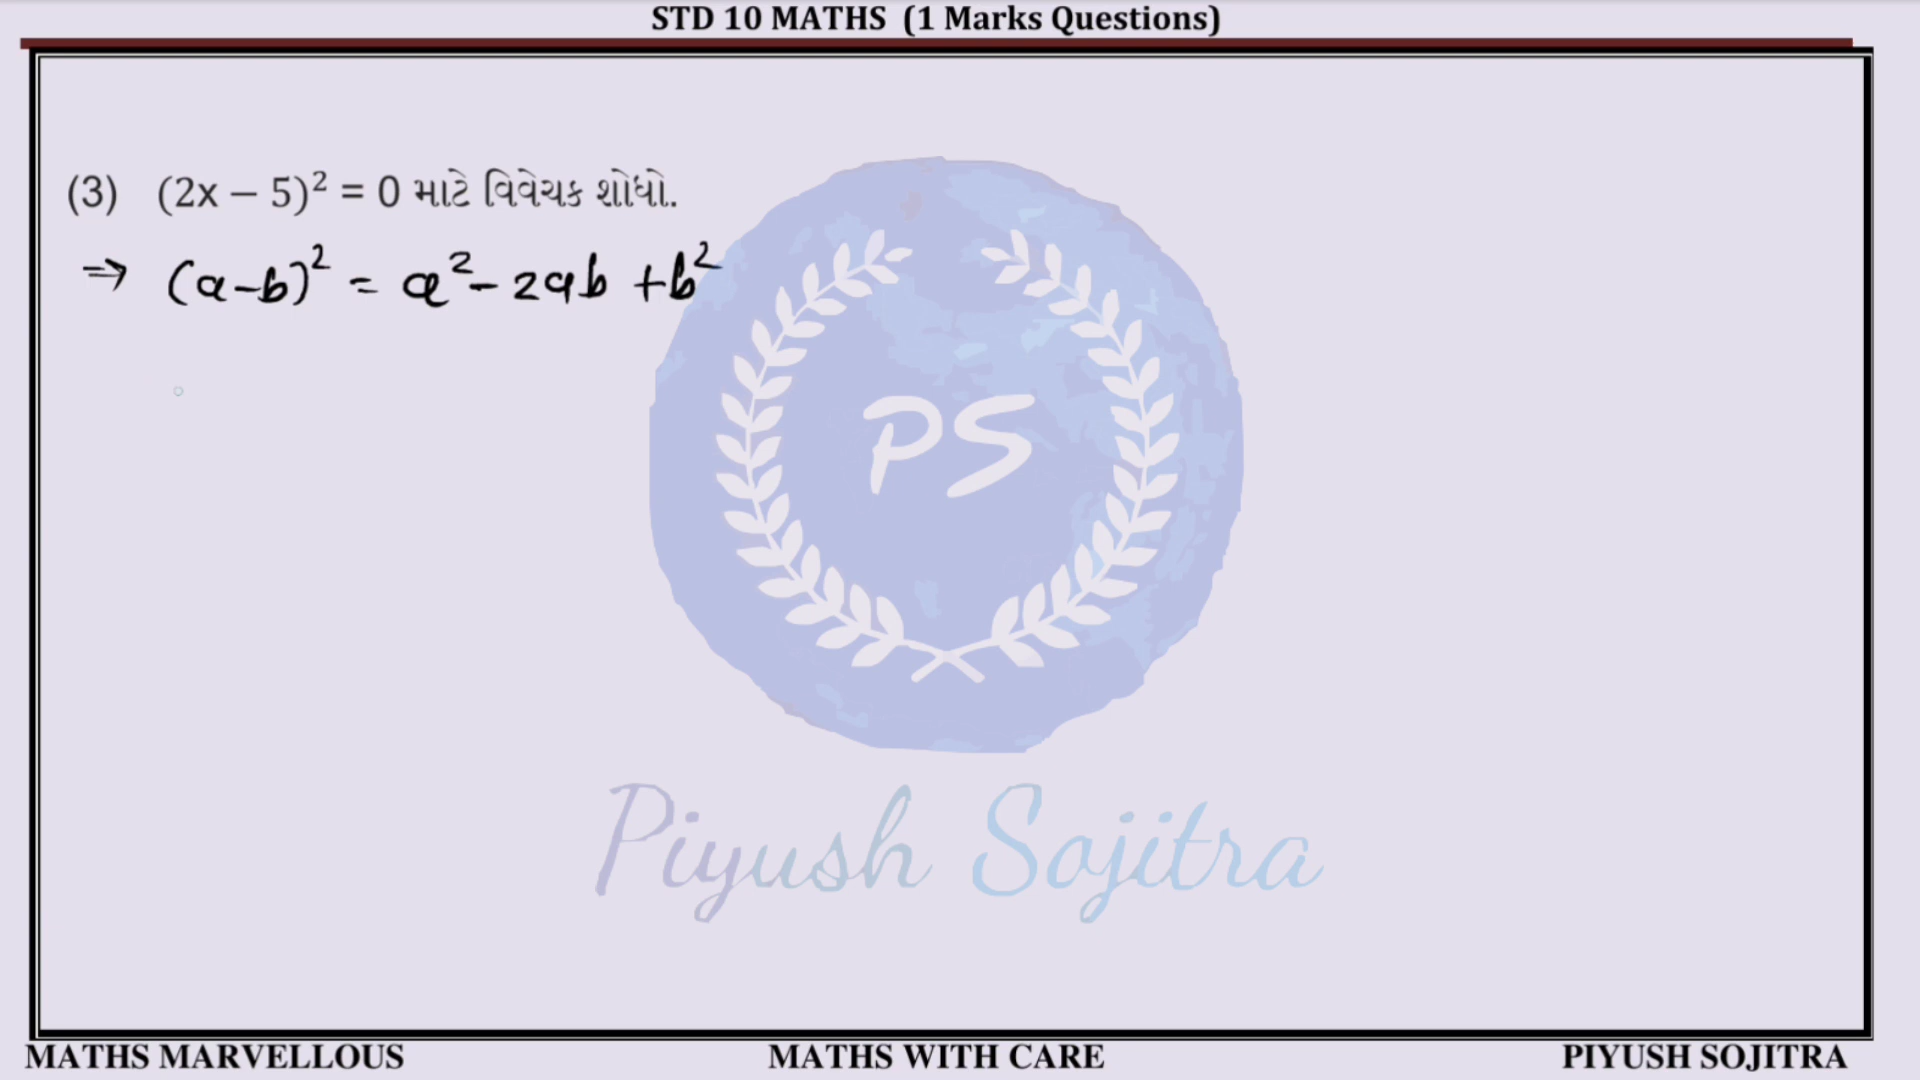 STD 10 MATHS (1 Marks Questions)
(3) (2x – 5)² = 0 માટે વિવેચક શોધો.
⇒ (a-b)² = a² - 2ab + b²
PS
Piyush Sojitra
MATHS MARVELLOUS MATHS WITH CARE PIYUSH SOJITRA